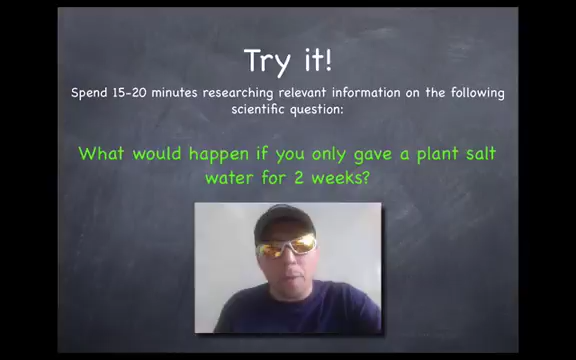 Try it!
Spend 15-20 minutes researching relevant information on the following
scientific question:
What would happen if you only gave a plant salt
water for 2 weeks?